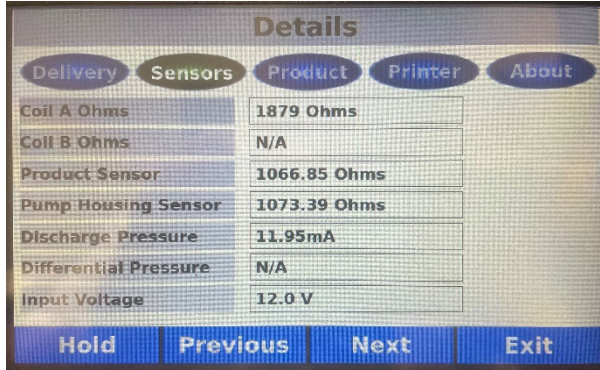 Details
Delivery Sensors Product Printer About
Coil A Ohms 1879 Ohms
Coil B Ohms N/A
Product Sensor 1066.85 Ohms
Pump Housing Sensor 1073.39 Ohms
Discharge Pressure 11.95mA
Differential Pressure N/A
Input Voltage 12.0 V
Hold Previous Next Exit